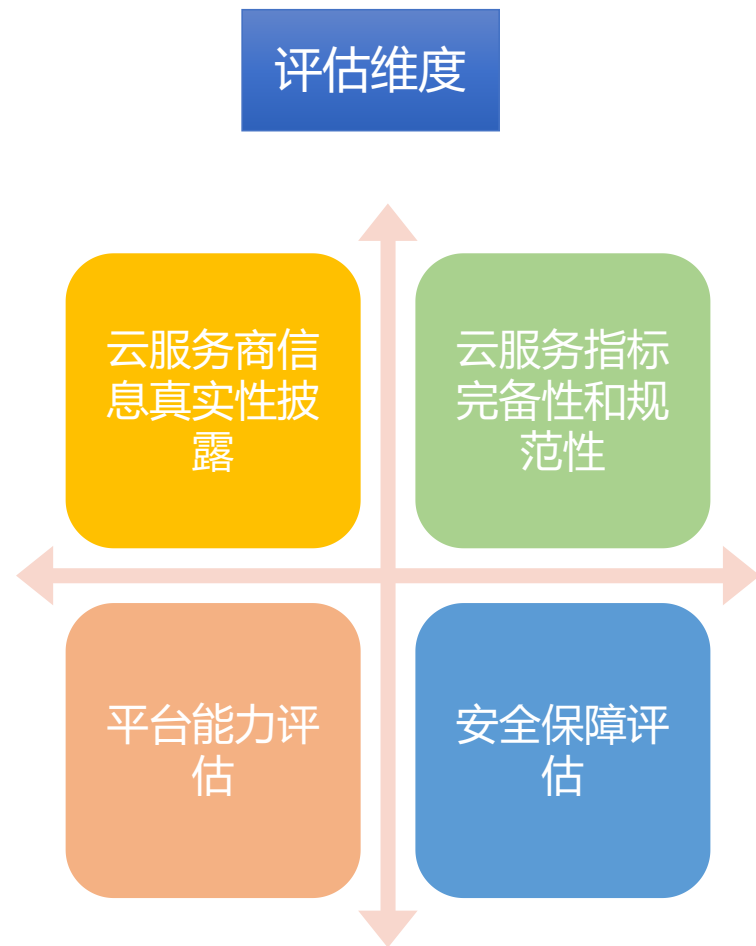 评估维度
云服务商信
息真实性披
露
云服务指标
完备性和规
范性
平台能力评
估
安全保障评
估